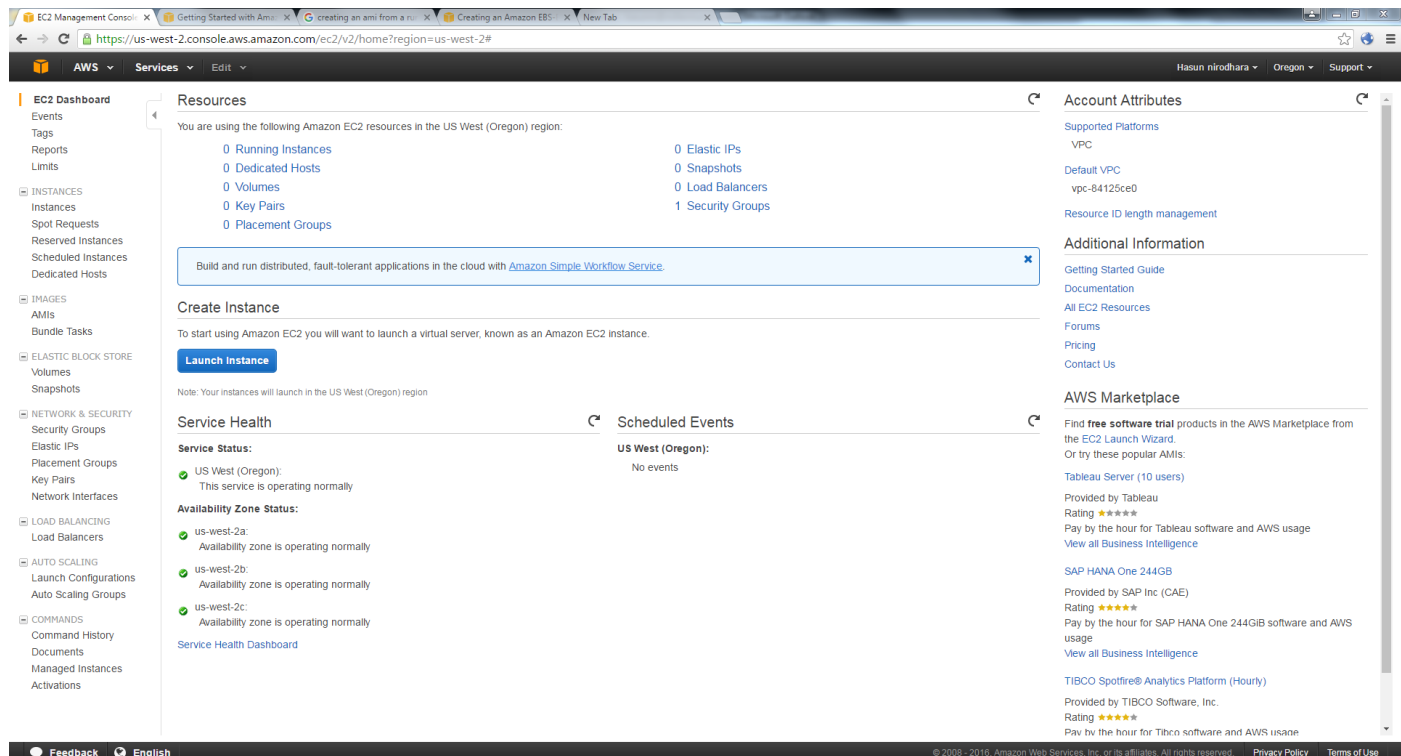 EC2 Management Console
Getting Started with Amaz
creating an ami from a run
Creating an Amazon EBS-
New Tab
https://us-west-2.console.aws.amazon.com/ec2/v2/home?region=us-west-2#
AWS
Services
Edit
Hasun nirodhara
Oregon
Support
EC2 Dashboard
Events
Tags
Reports
Limits
INSTANCES
Instances
Spot Requests
Reserved Instances
Scheduled Instances
Dedicated Hosts
IMAGES
AMIs
Bundle Tasks
ELASTIC BLOCK STORE
Volumes
Snapshots
NETWORK & SECURITY
Security Groups
Elastic IPs
Placement Groups
Key Pairs
Network Interfaces
LOAD BALANCING
Load Balancers
AUTO SCALING
Launch Configurations
Auto Scaling Groups
COMMANDS
Command History
Documents
Managed Instances
Activations
Resources
You are using the following Amazon EC2 resources in the US West (Oregon) region:
0 Running Instances
0 Dedicated Hosts
0 Volumes
0 Key Pairs
0 Placement Groups
0 Elastic IPs
0 Snapshots
0 Load Balancers
1 Security Groups
Build and run distributed, fault-tolerant applications in the cloud with Amazon Simple Workflow Service.
Create Instance
To start using Amazon EC2 you will want to launch a virtual server, known as an Amazon EC2 instance.
Launch Instance
Note: Your instances will launch in the US West (Oregon) region
Service Health
Service Status:
US West (Oregon):
This service is operating normally
Availability Zone Status:
us-west-2a:
Availability zone is operating normally
us-west-2b:
Availability zone is operating normally
us-west-2c:
Availability zone is operating normally
Service Health Dashboard
Scheduled Events
US West (Oregon):
No events
Account Attributes
Supported Platforms
VPC
Default VPC
vpc-84125ce0
Resource ID length management
Additional Information
Getting Started Guide
Documentation
All EC2 Resources
Forums
Pricing
Contact Us
AWS Marketplace
Find free software trial products in the AWS Marketplace from
the EC2 Launch Wizard.
Or try these popular AMIs:
Tableau Server (10 users)
Provided by Tableau
Rating
Pay by the hour for Tableau software and AWS usage
View all Business Intelligence
SAP HANA One 244GB
Provided by SAP Inc (CAE)
Rating
Pay by the hour for SAP HANA One 244GiB software and AWS
usage
View all Business Intelligence
TIBCO Spotfire® Analytics Platform (Hourly)
Provided by TIBCO Software, Inc.
Rating
Pay by the hour for Tibco software and AWS usage
Feedback
English
© 2008 - 2016, Amazon Web Services, Inc. or its affiliates. All rights reserved.
Privacy Policy
Terms of Use